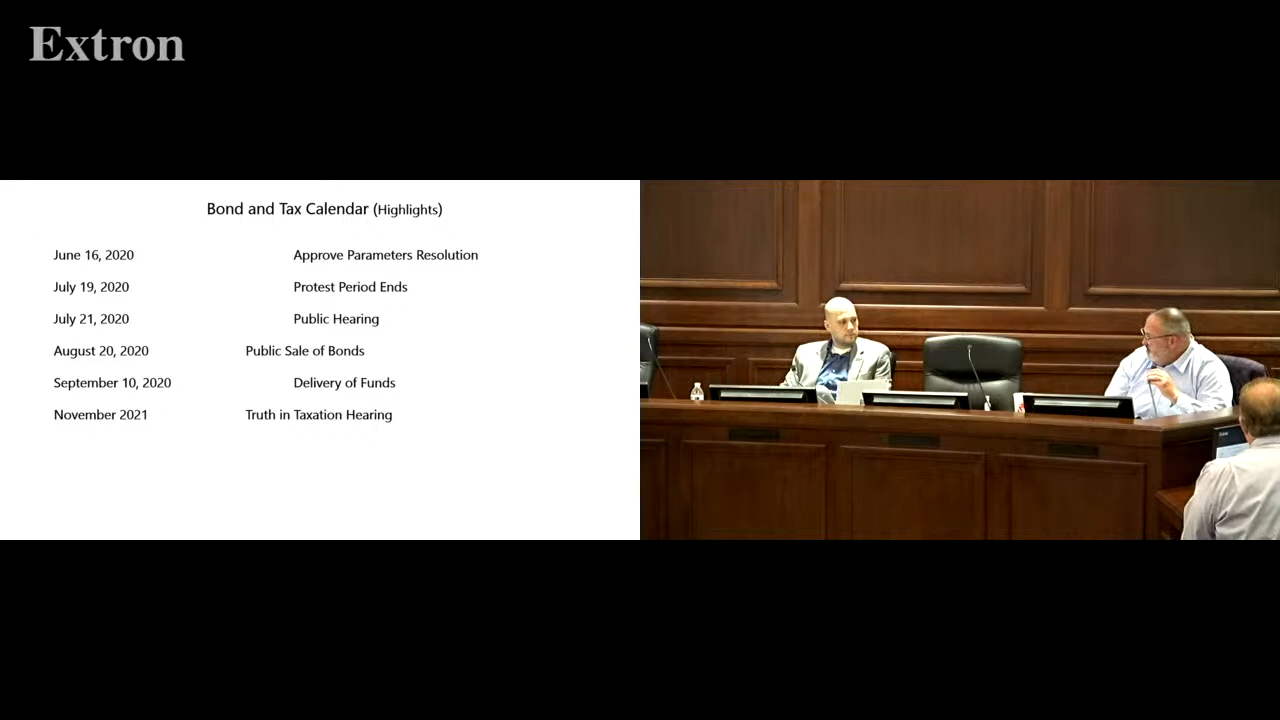 Extron
Bond and Tax Calendar (Highlights)
June 16, 2020 Approve Parameters Resolution
July 19, 2020 Protest Period Ends
July 21, 2020 Public Hearing
August 20, 2020 Public Sale of Bonds
September 10, 2020 Delivery of Funds
November 2021 Truth in Taxation Hearing